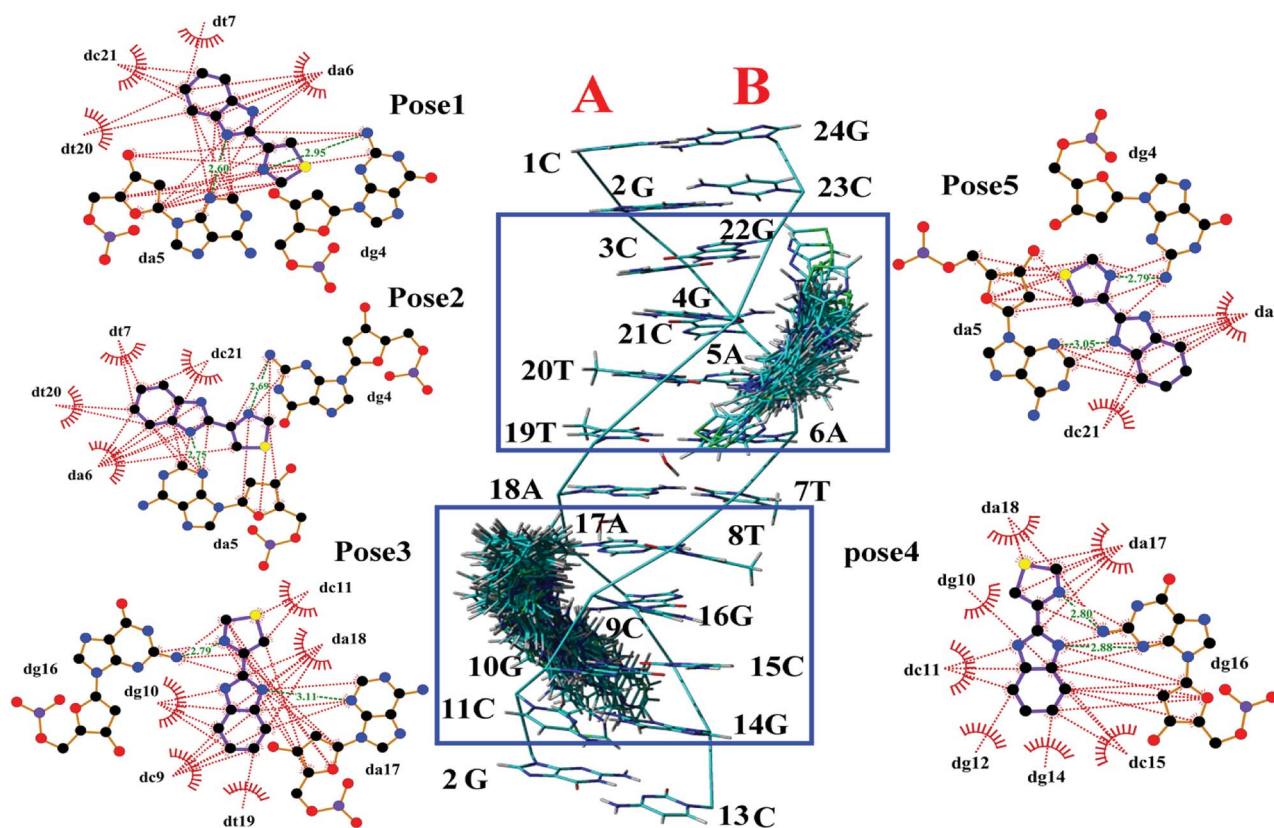 dt7
dc21
da6
Pose1
dt20
2.60
2.95
da5
dg4
Pose2
dt7
dc21
dt20
2.69
dg4
da6
2.75
da5
Pose3
dc11
2.79
da18
dg16
dg10
3.11
dc9
da17
dt19
A
B
24G
1C
2 G
23C
22G
3C
4G
21C
5A
20T
19T
6A
18A
7T
17A
8T
16G
9C
10G
15C
11C
14G
2 G
13C
Pose5
dg4
2.79
da5
da
3.05
dc21
pose4
da18
da17
dg10
2.80
2.88
dc11
dg16
dg12
dg14
dc15